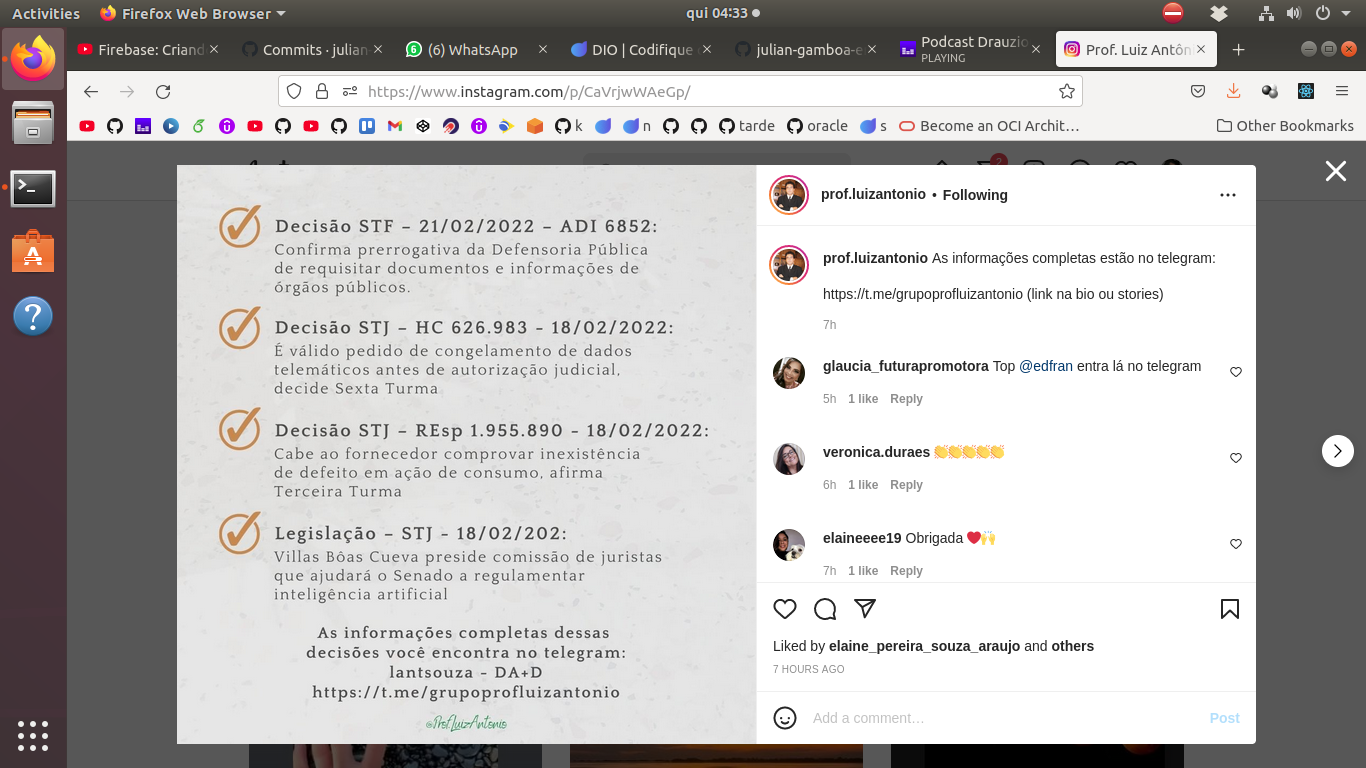 Activities
Firefox Web Browser
qui 04:33
Firebase: Criand
Commits · julian
(6) WhatsApp
DIO | Codifique
julian-gamboa-e
Podcast Drauzio
PLAYING
Prof. Luiz Antôni
https://www.instagram.com/p/CaVrjwWAeGp/
k
n
tarde
oracle
s
Become an OCI Archit…
Other Bookmarks
2
Decisão STF – 21/02/2022 – ADI 6852:
Confirma prerrogativa da Defensoria Pública
de requisitar documentos e informações de
órgãos públicos.
Decisão STJ – HC 626.983 - 18/02/2022:
É válido pedido de congelamento de dados
telemáticos antes de autorização judicial,
decide Sexta Turma
Decisão STJ – REsp 1.955.890 - 18/02/2022:
Cabe ao fornecedor comprovar inexistência
de defeito em ação de consumo, afirma
Terceira Turma
Legislação – STJ - 18/02/202:
Villas Bôas Cueva preside comissão de juristas
que ajudará o Senado a regulamentar
inteligência artificial
As informações completas dessas
decisões você encontra no telegram:
lantsouza - DA+D
https://t.me/grupoprofluizantonio
@Prof.LuizAntonio
prof.luizantonio • Following
prof.luizantonio As informações completas estão no telegram:
https://t.me/grupoprofluizantonio (link na bio ou stories)
7h
glaucia_futurapromotora Top @edfran entra lá no telegram
5h 1 like Reply
veronica.duraes 👏👏👏👏👏
6h 1 like Reply
elaineeee19 Obrigada ❤️🙌
7h 1 like Reply
Liked by elaine_pereira_souza_araujo and others
7 HOURS AGO
Add a comment…
Post